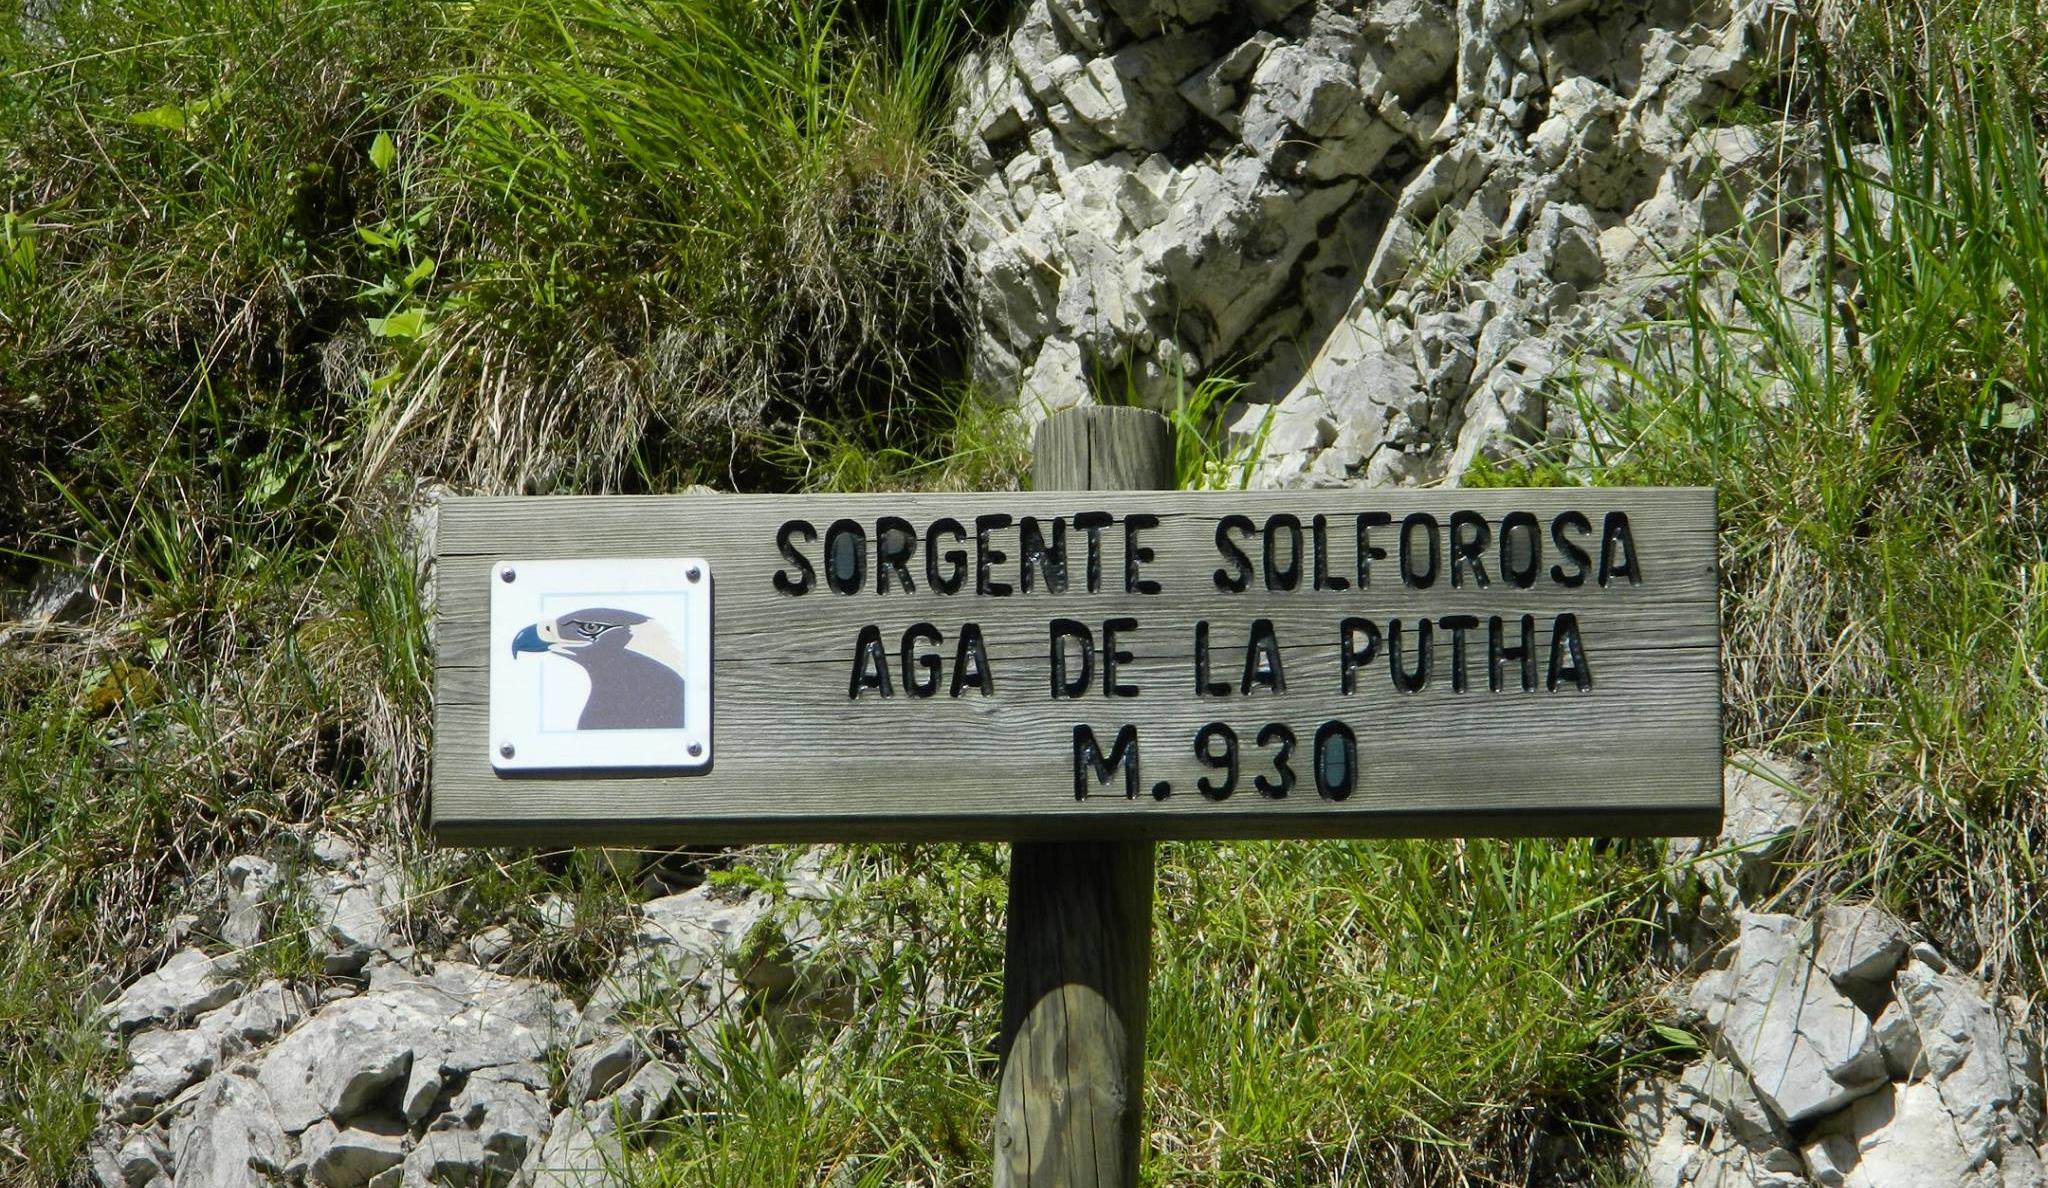 SORGENTE SOLFOROSA
AGA DE LA PUTHA
M.930